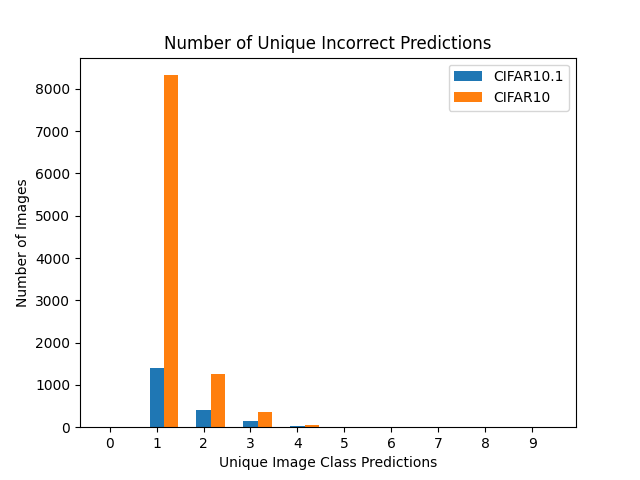 Number of Unique Incorrect Predictions
CIFAR10.1
CIFAR10
8000
7000
6000
5000
4000
3000
2000
1000
0
Number of Images
0 1 2 3 4 5 6 7 8 9
Unique Image Class Predictions